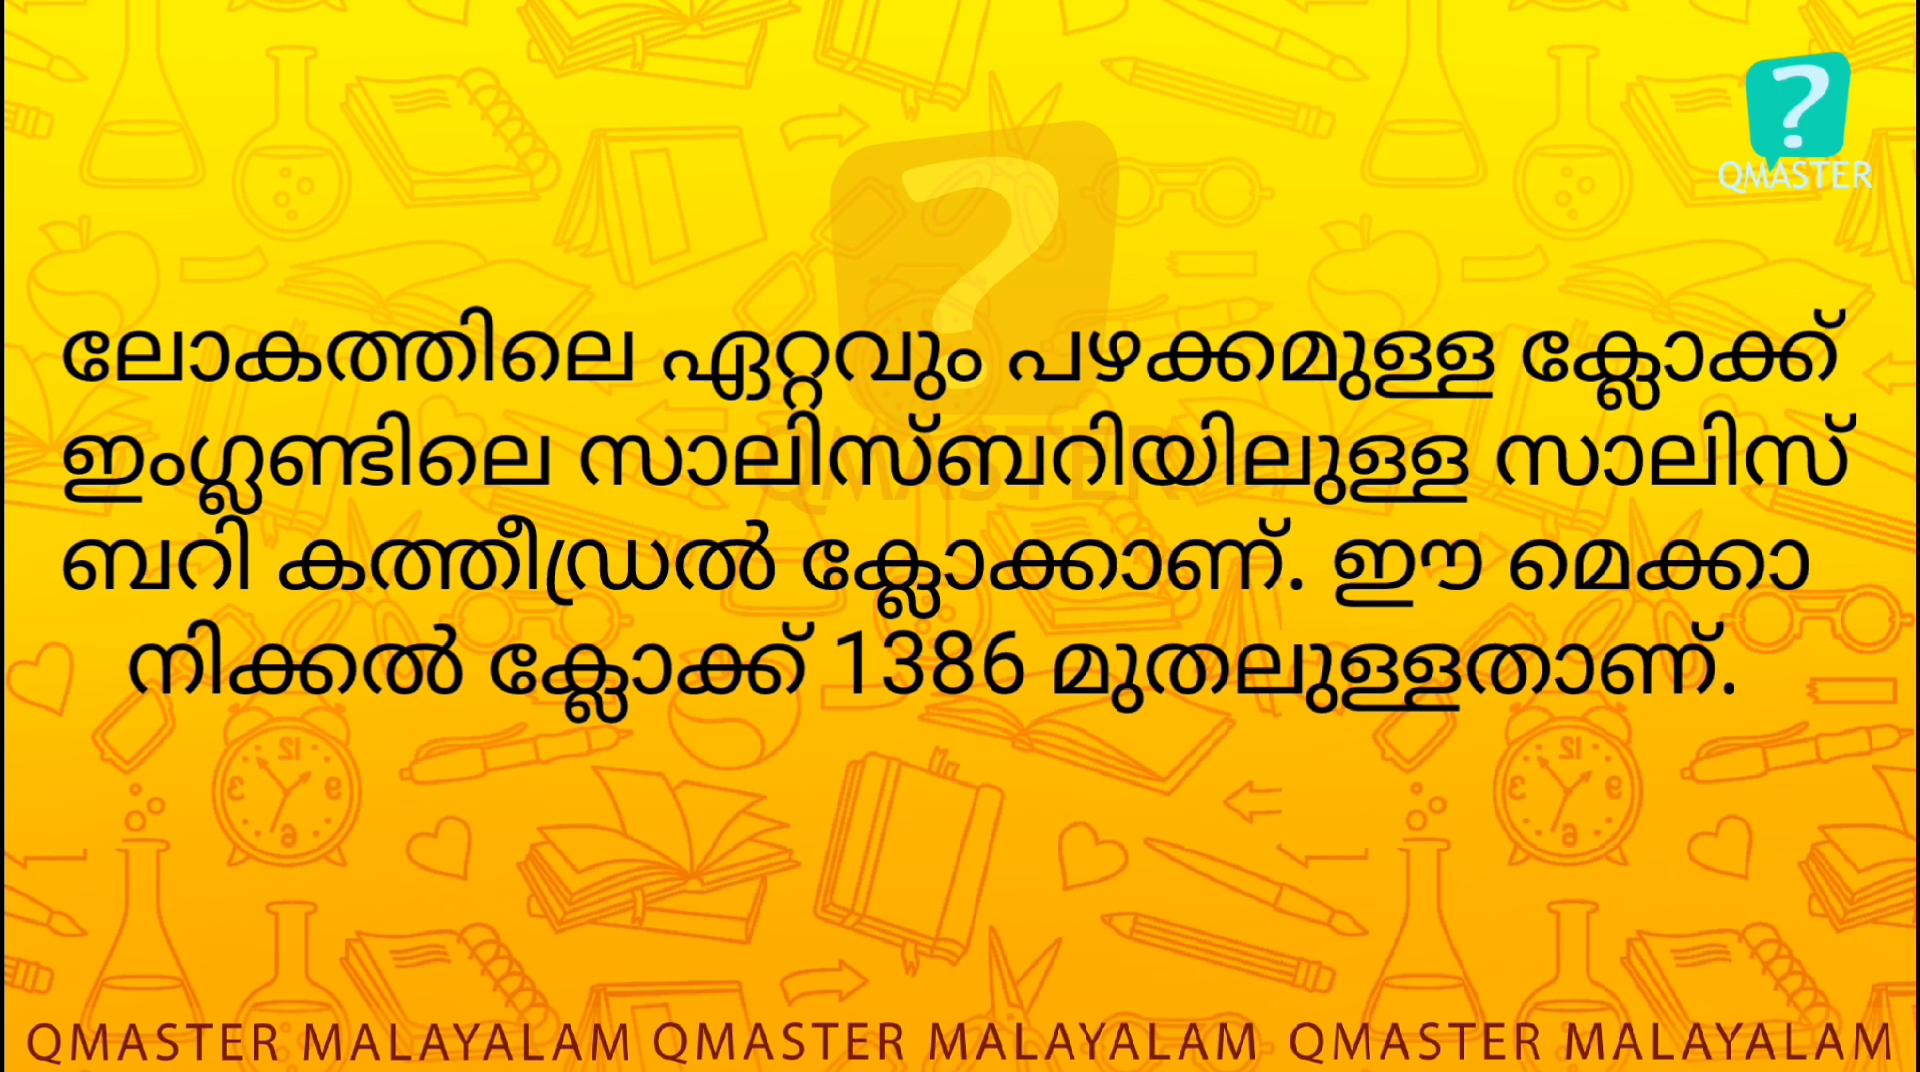 QMASTER
ലോകത്തിലെ ഏറ്റവും പഴക്കമുള്ള ക്ലോക്ക്
ഇംഗ്ലണ്ടിലെ സാലിസ്ബറിയിലുള്ള സാലിസ്
ബറി കത്തീഡ്രൽ ക്ലോക്കാണ്. ഈ മെക്കാ
നിക്കൽ ക്ലോക്ക് 1386 മുതലുള്ളതാണ്.
QMASTER
QMASTER MALAYALAM QMASTER MALAYALAM QMASTER MALAYALAM